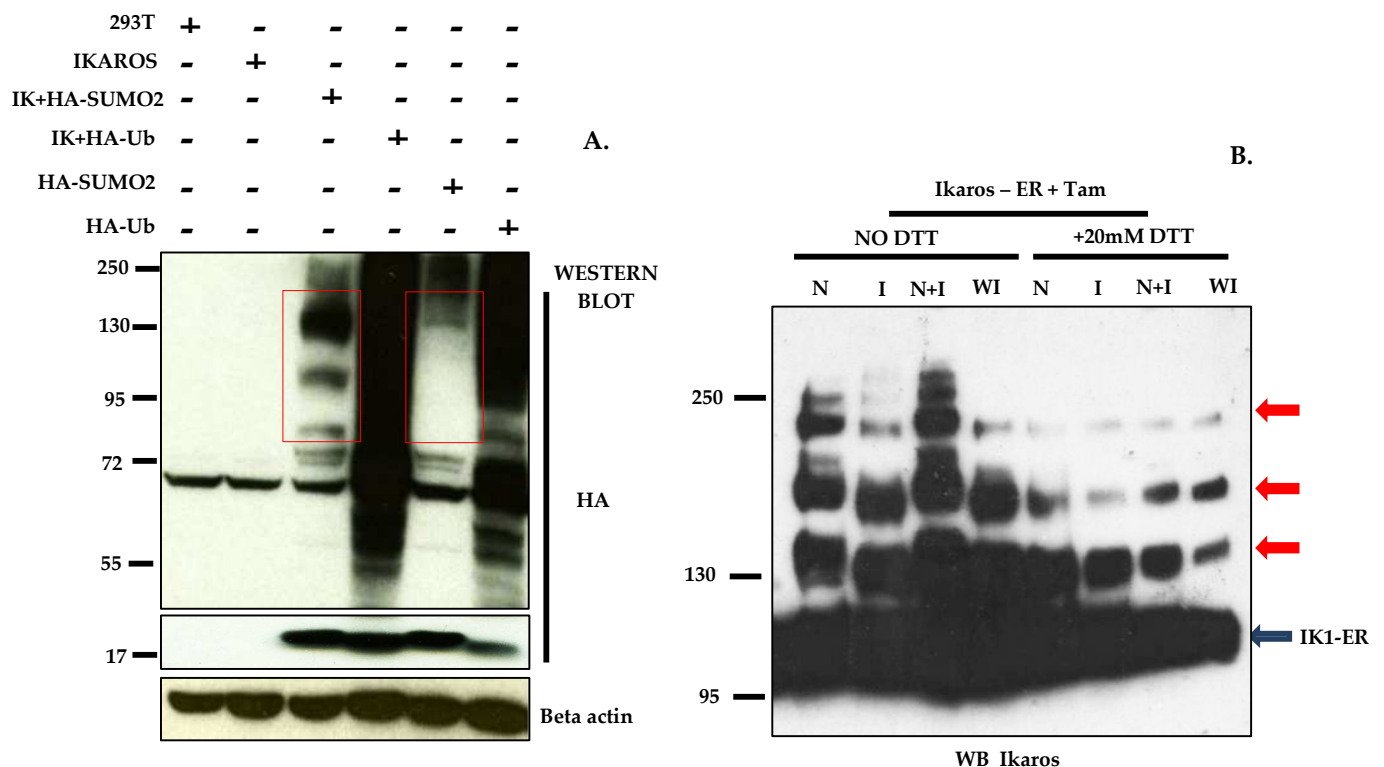 293T + - - - - -
IKAROS - + - - - -
IK+HA-SUMO2 - - + - - -
IK+HA-Ub - - - + - -
HA-SUMO2 - - - - + -
HA-Ub - - - - - +
A.
250
130
95
72
55
17
WESTERN
BLOT
HA
Beta actin
B.
Ikaros – ER + Tam
NO DTT +20mM DTT
N I N+I WI N I N+I WI
250
130
95
IK1-ER
WB Ikaros